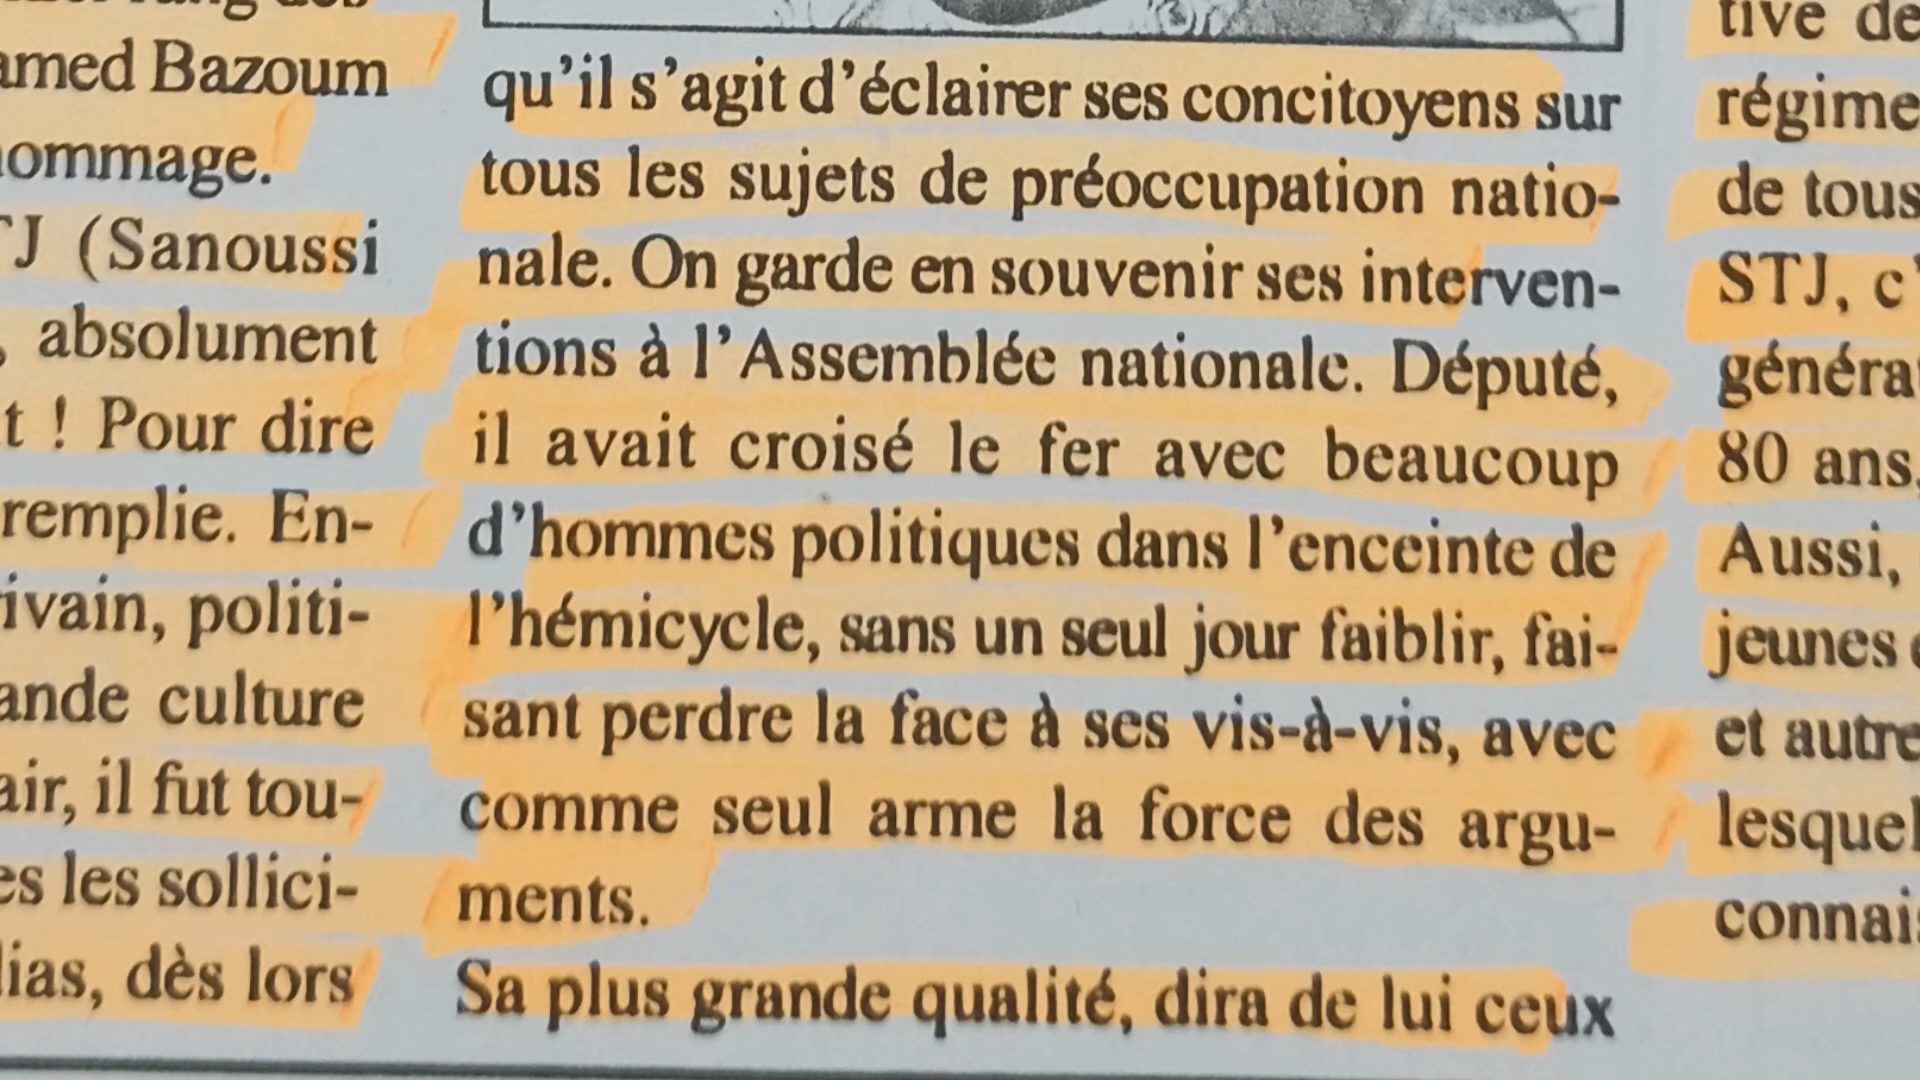 amed Bazoum
hommage.
TJ (Sanoussi
, absolument
t ! Pour dire
remplie. En-
ivain, politi-
ande culture
air, il fut tou-
es les sollici-
dias, dès lors
qu'il s'agit d'éclairer ses concitoyens sur
tous les sujets de préoccupation natio-
nale. On garde en souvenir ses interven-
tions à l'Assemblée nationale. Député,
il avait croisé le fer avec beaucoup
d'hommes politiques dans l'enceinte de
l'hémicycle, sans un seul jour faiblir, fai-
sant perdre la face à ses vis-à-vis, avec
comme seul arme la force des argu-
ments.
Sa plus grande qualité, dira de lui ceux
tive de
régime
de tous
STJ, c'
généra
80 ans,
Aussi,
jeunes
et autre
lesquel
connais